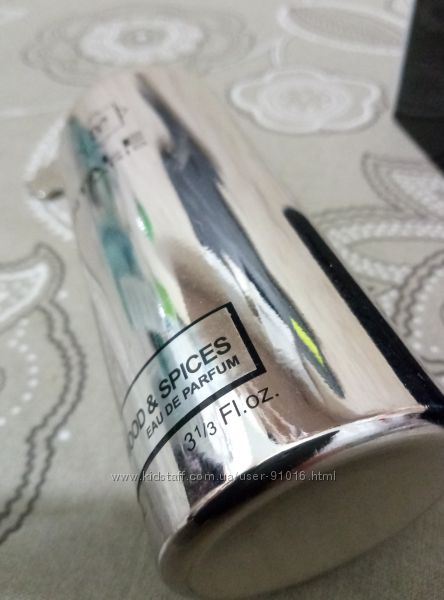 OOD & SPICES
EAU DE PARFUM
3 1/3 Fl.oz.
www.kidstaff.com.ua/user-91016.html